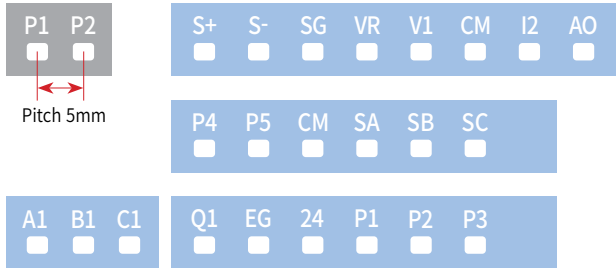 P1 P2
S+ S- SG VR V1 CM I2 AO
Pitch 5mm
P4 P5 CM SA SB SC
A1 B1 C1
Q1 EG 24 P1 P2 P3